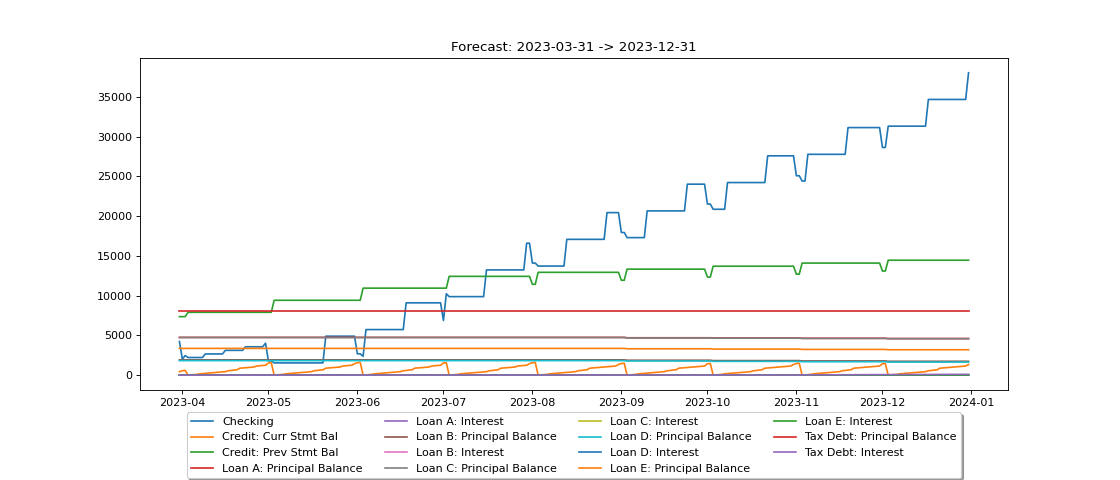 Forecast: 2023-03-31 -> 2023-12-31
35000
30000
25000
20000
15000
10000
5000
0
2023-04 2023-05 2023-06 2023-07 2023-08 2023-09 2023-10 2023-11 2023-12 2024-01
Checking Loan A: Interest Loan C: Interest Loan E: Interest
Credit: Curr Stmt Bal Loan B: Principal Balance Loan D: Principal Balance Tax Debt: Principal Balance
Credit: Prev Stmt Bal Loan B: Interest Loan D: Interest Tax Debt: Interest
Loan A: Principal Balance Loan C: Principal Balance Loan E: Principal Balance